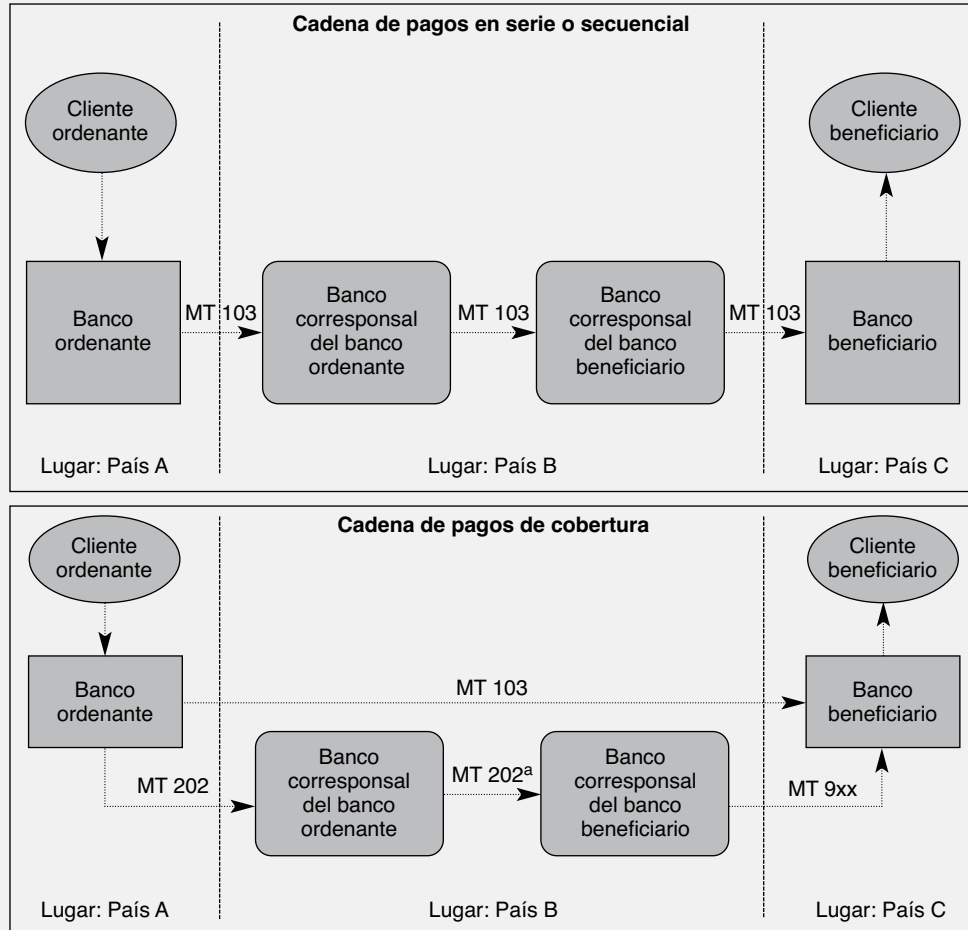 Cadena de pagos en serie o secuencial
Cliente
ordenante
Cliente
beneficiario
Banco
ordenante
MT 103
Banco
corresponsal
del banco
ordenante
MT 103
Banco
corresponsal
del banco
beneficiario
MT 103
Banco
beneficiario
Lugar: País A
Lugar: País B
Lugar: País C
Cadena de pagos de cobertura
Cliente
ordenante
Cliente
beneficiario
Banco
ordenante
MT 103
Banco
beneficiario
MT 202
Banco
corresponsal
del banco
ordenante
MT 202ª
Banco
corresponsal
del banco
beneficiario
MT 9xx
Lugar: País A
Lugar: País B
Lugar: País C